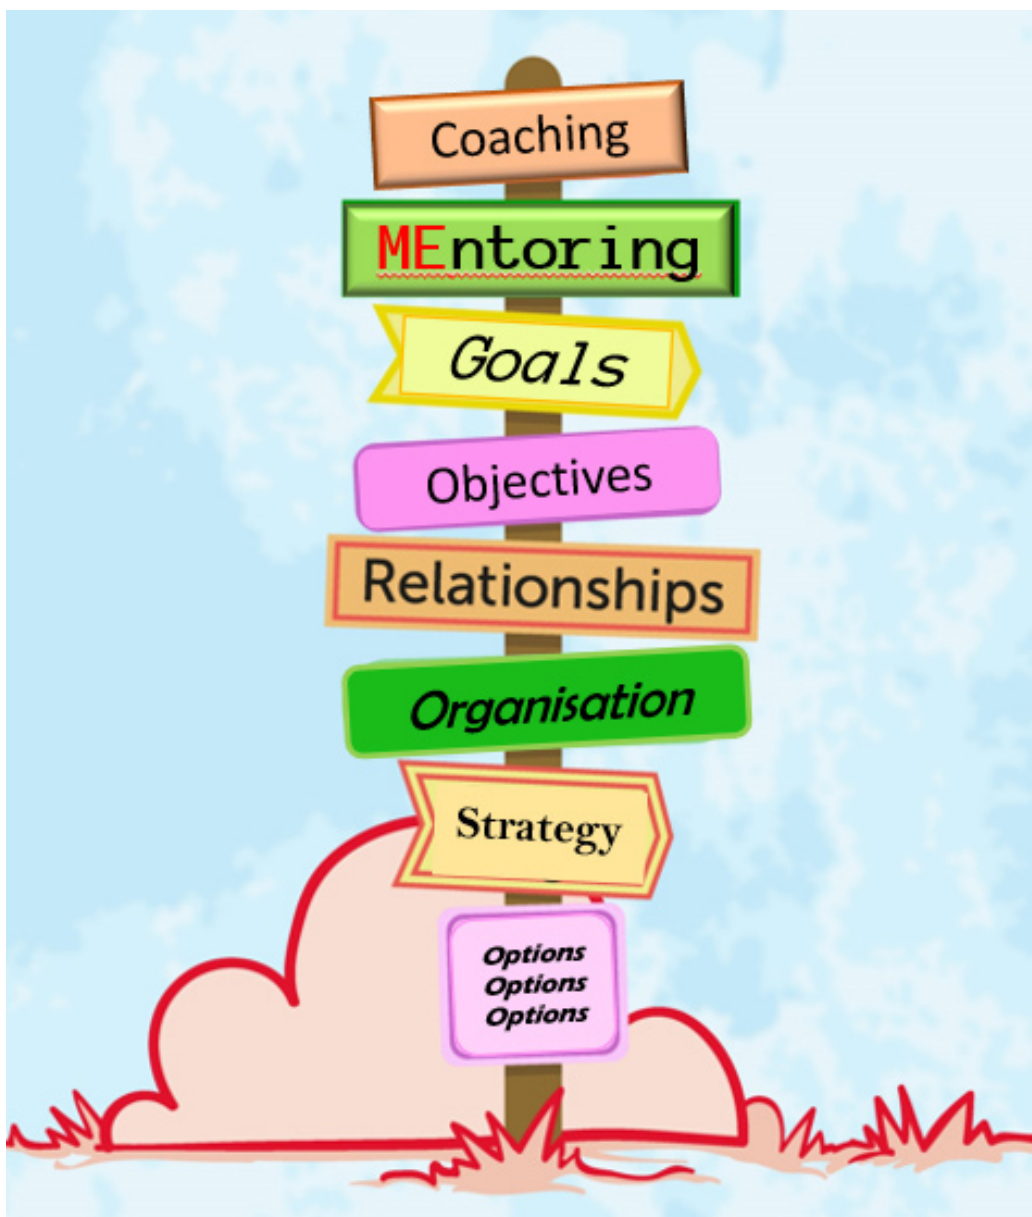 Coaching
MEntoring
Goals
Objectives
Relationships
Organisation
Strategy
Options
Options
Options